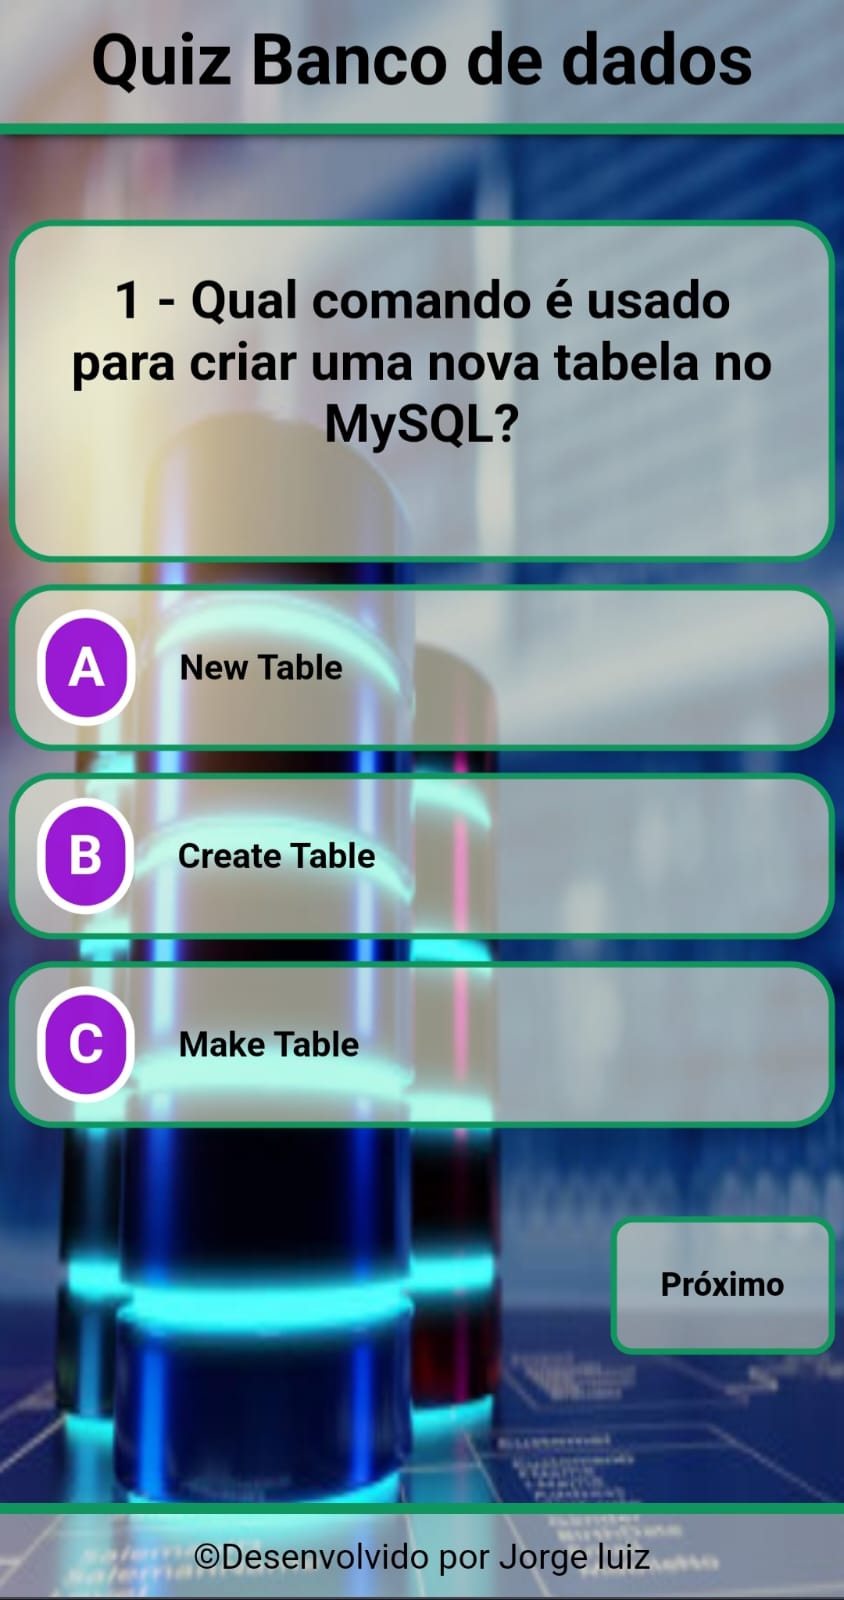 Quiz Banco de dados
1 - Qual comando é usado
para criar uma nova tabela no
MySQL?
A
New Table
B
Create Table
C
Make Table
Próximo
©Desenvolvido por Jorge luiz